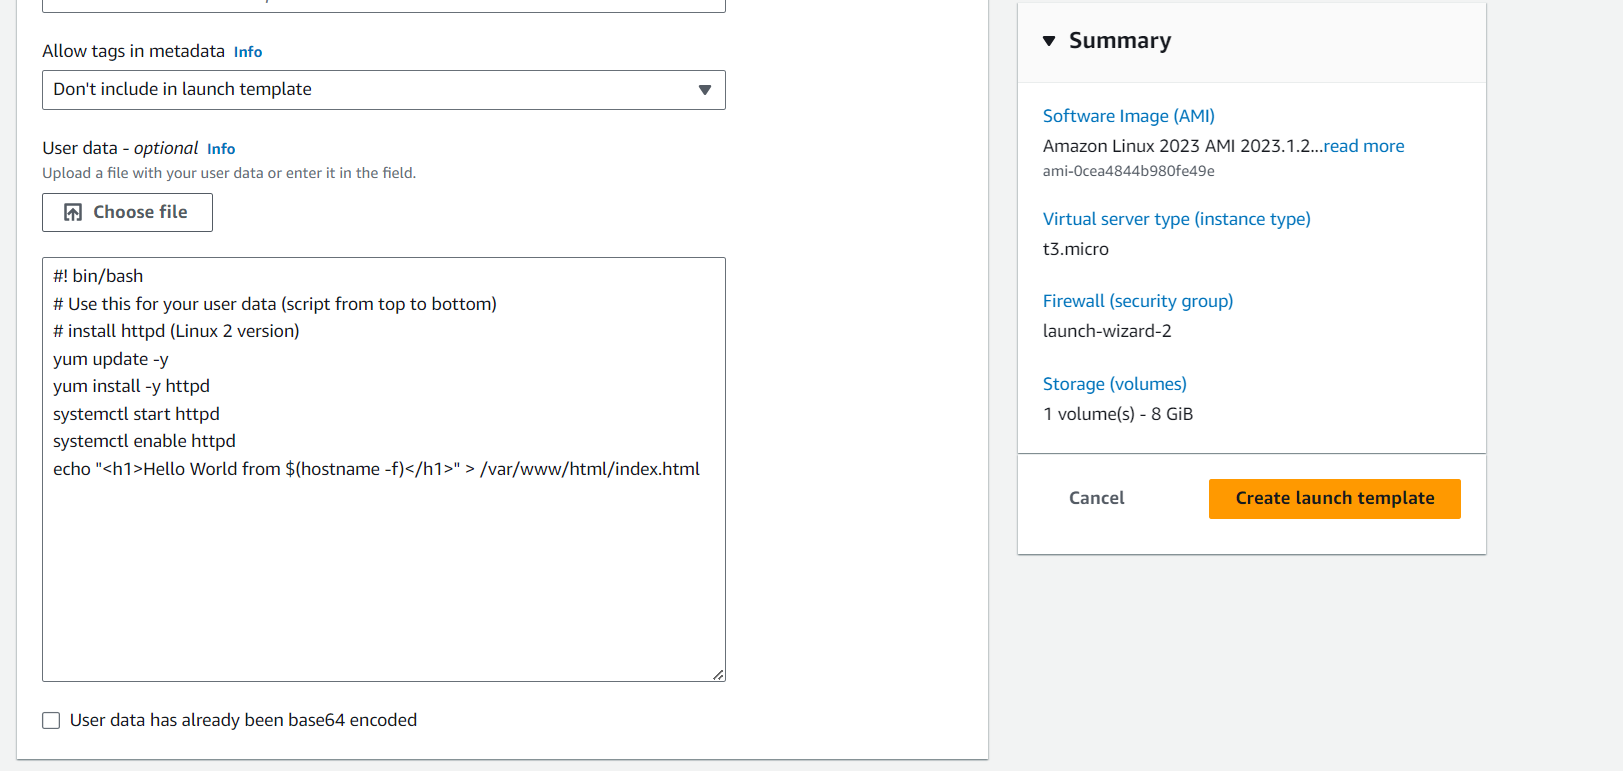 Allow tags in metadata Info
Don't include in launch template
User data - optional Info
Upload a file with your user data or enter it in the field.
Choose file
#! bin/bash
# Use this for your user data (script from top to bottom)
# install httpd (Linux 2 version)
yum update -y
yum install -y httpd
systemctl start httpd
systemctl enable httpd
echo "<h1>Hello World from $(hostname -f)</h1>" > /var/www/html/index.html
User data has already been base64 encoded
Summary
Software Image (AMI)
Amazon Linux 2023 AMI 2023.1.2...read more
ami-0cea4844b980fe49e
Virtual server type (instance type)
t3.micro
Firewall (security group)
launch-wizard-2
Storage (volumes)
1 volume(s) - 8 GiB
Cancel
Create launch template